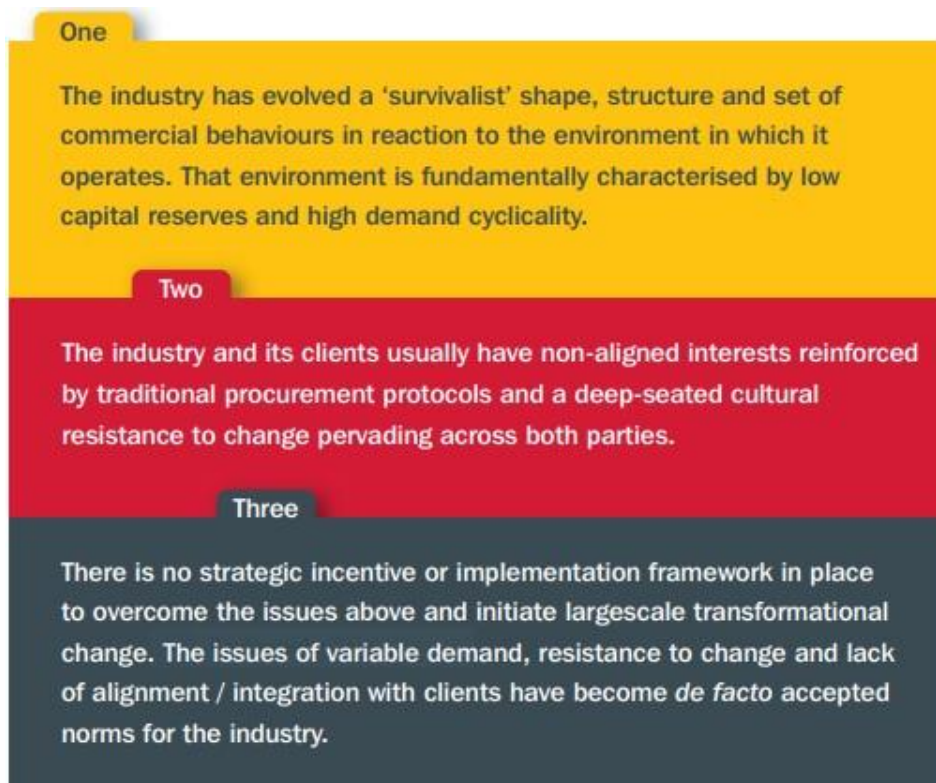 One
The industry has evolved a ‘survivalist’ shape, structure and set of
commercial behaviours in reaction to the environment in which it
operates. That environment is fundamentally characterised by low
capital reserves and high demand cyclicality.
Two
The industry and its clients usually have non-aligned interests reinforced
by traditional procurement protocols and a deep-seated cultural
resistance to change pervading across both parties.
Three
There is no strategic incentive or implementation framework in place
to overcome the issues above and initiate largescale transformational
change. The issues of variable demand, resistance to change and lack
of alignment / integration with clients have become de facto accepted
norms for the industry.